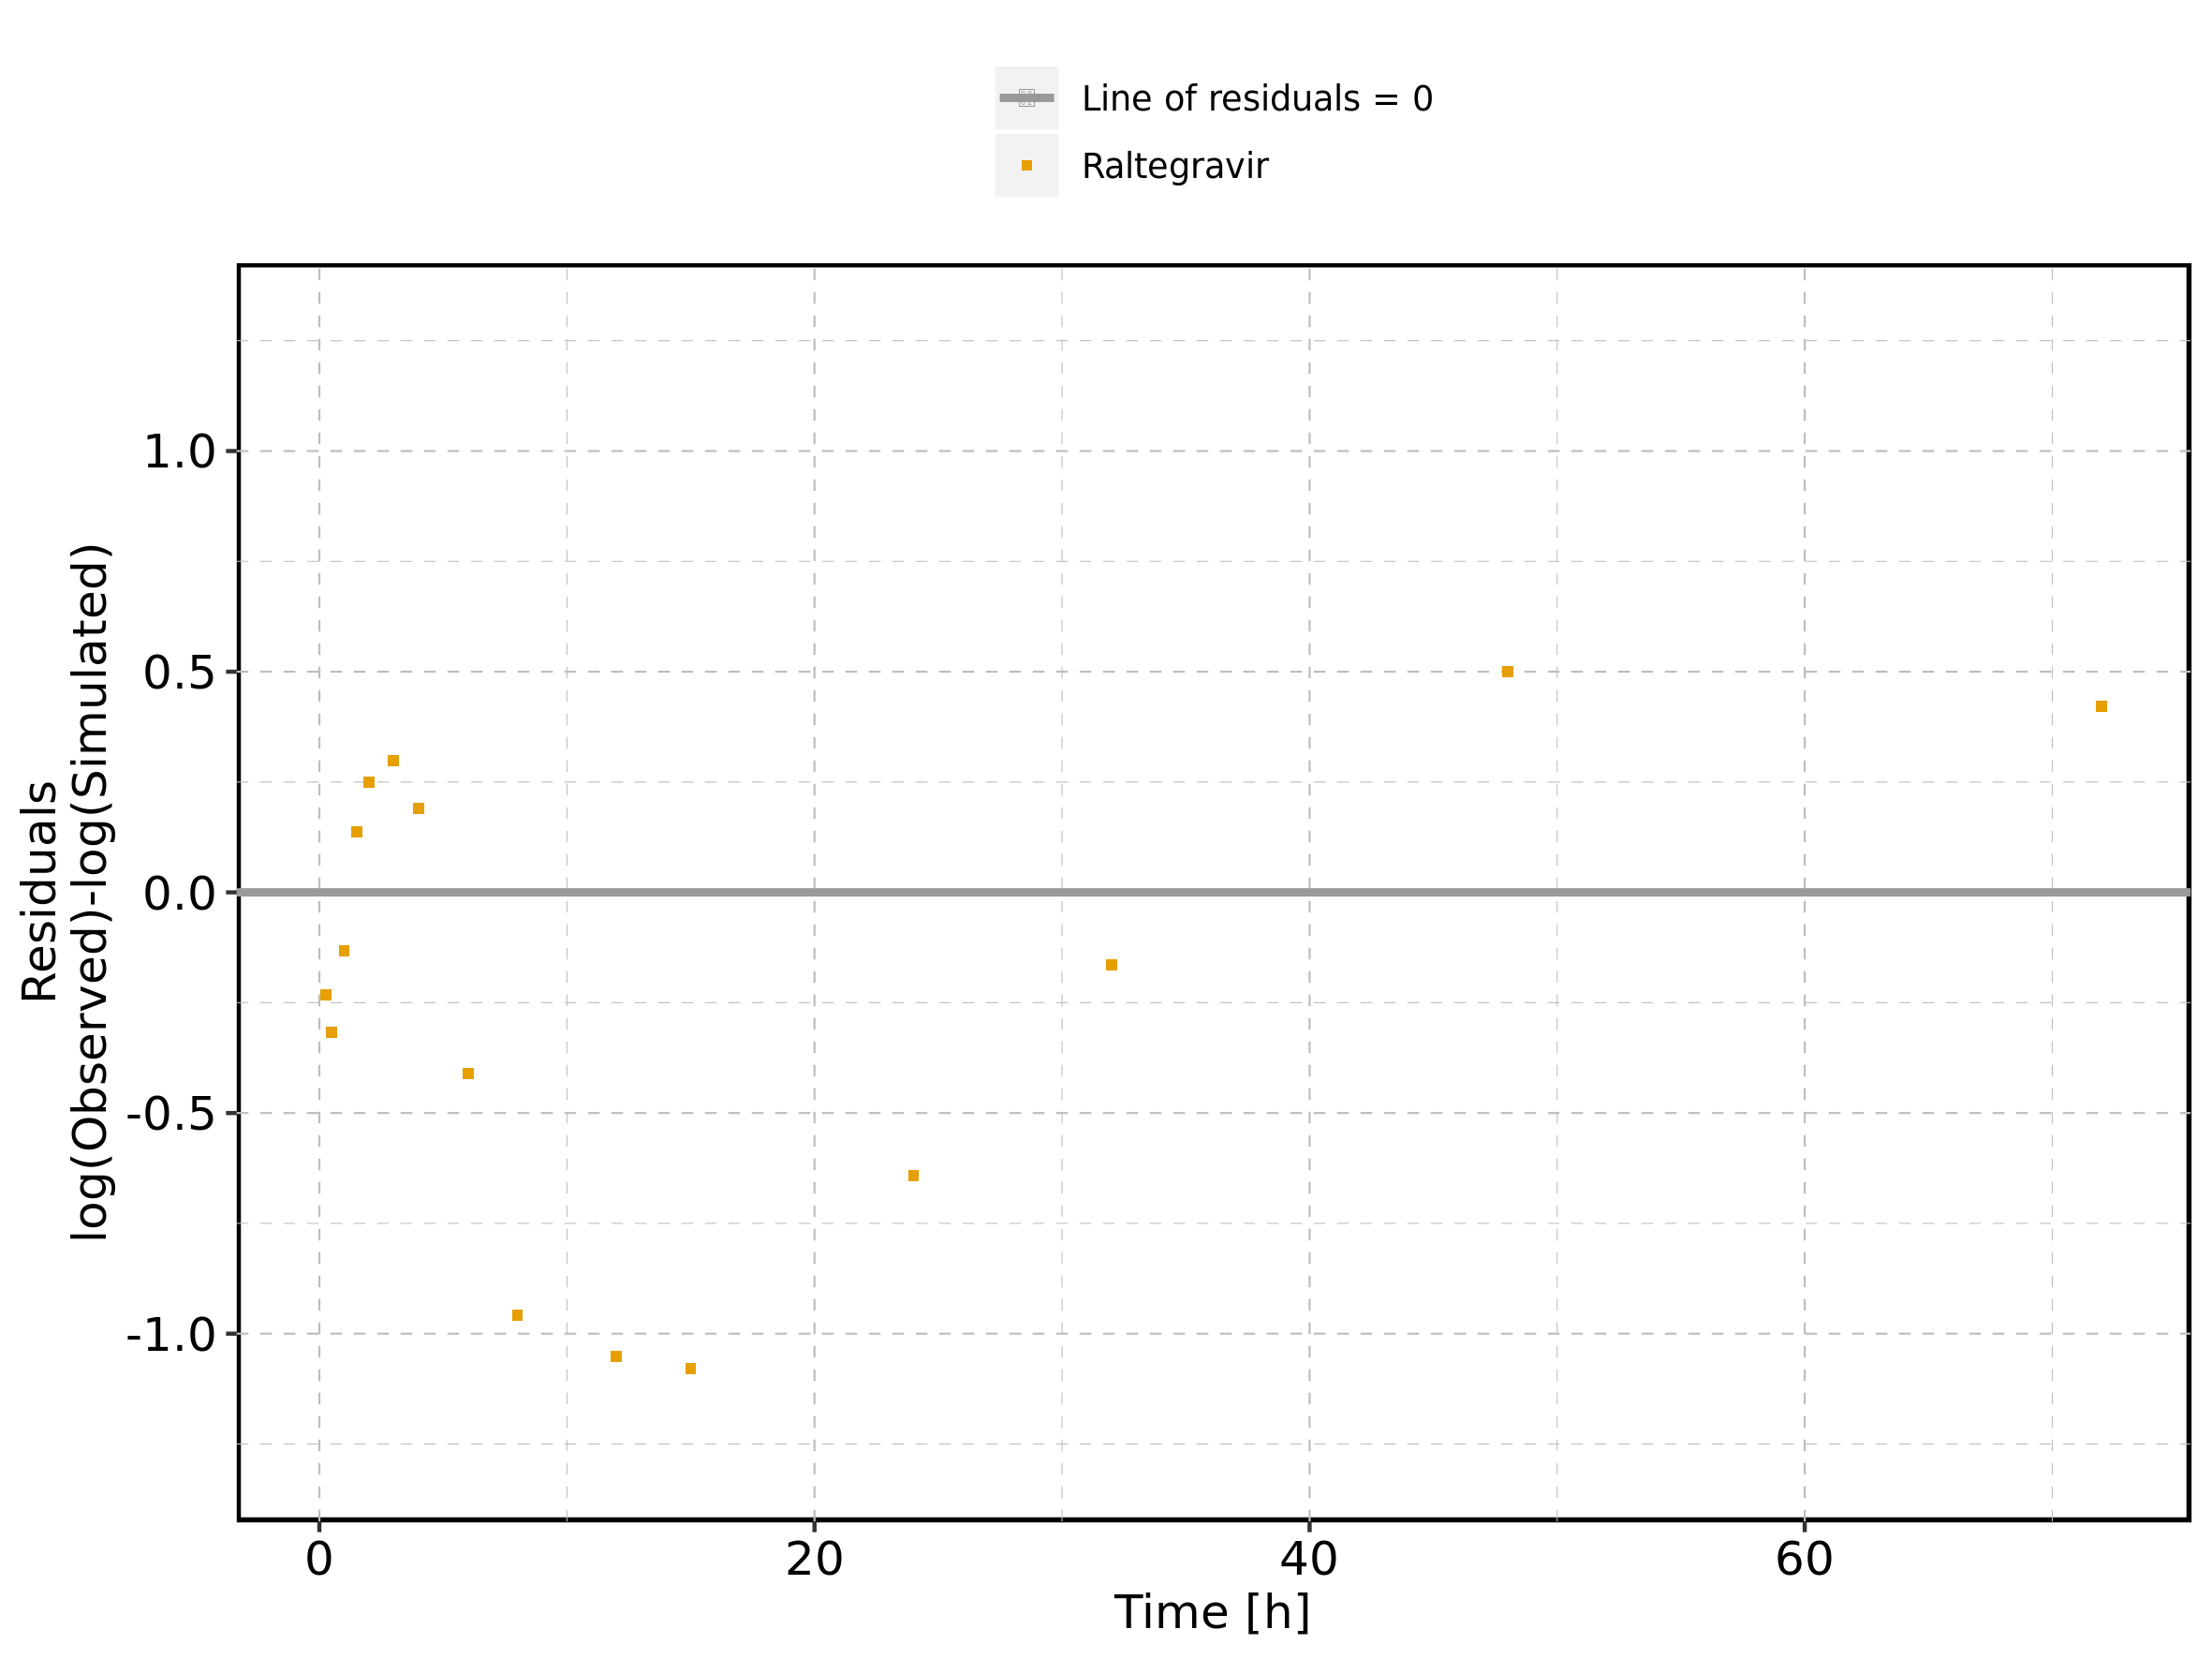 Line of residuals = 0
Raltegravir
Residuals
log(Observed)-log(Simulated)
1.0
0.5
0.0
-0.5
-1.0
0
20
40
60
Time [h]